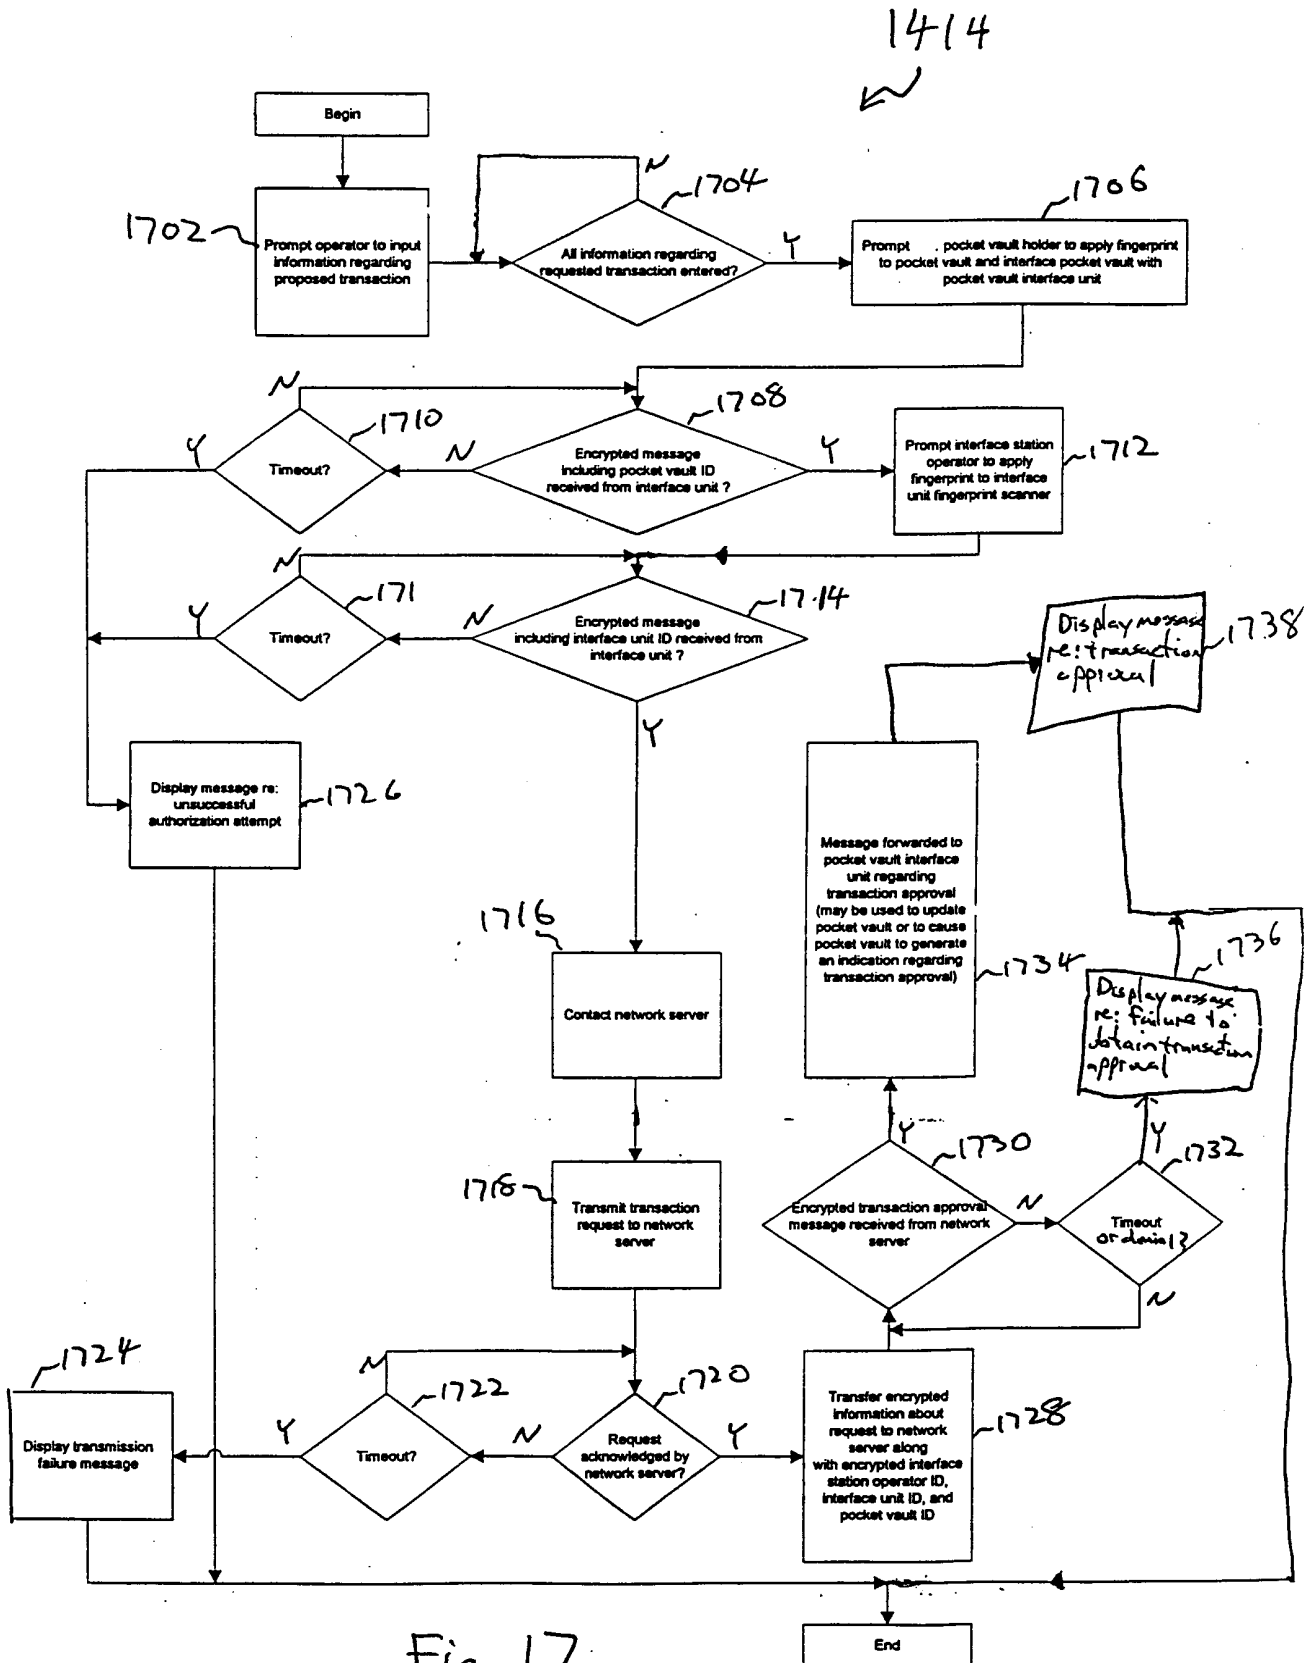 1414
Begin
1702
Prompt operator to input
information regarding
proposed transaction
N
1704
All information regarding
requested transaction entered?
Y
1706
Prompt , pocket vault holder to apply fingerprint
to pocket vault and interface pocket vault with
pocket vault interface unit
N
1710
Timeout?
Y
N
1708
Encrypted message
including pocket vault ID
received from interface unit ?
Y
Prompt interface station
operator to apply
fingerprint to interface
unit fingerprint scanner
1712
N
171
Timeout?
Y
N
1714
Encrypted message
including interface unit ID received from
interface unit ?
Y
Display message
re: transaction
approval
1738
Display message re:
unsuccessful
authorization attempt
1726
Message forwarded to
pocket vault interface
unit regarding
transaction approval
(may be used to update
pocket vault or to cause
pocket vault to generate
an indication regarding
transaction approval)
1734
1716
Contact network server
1736
Display message
re: failure to
obtain transaction
approval
Y
1730
Encrypted transaction approval
message received from network
server
N
Y
1732
Timeout
or
N
1718
Transmit transaction
request to network
server
1724
Display transmission
failure message
N
1722
Y
Timeout?
N
1720
Request
acknowledged by
network server?
Y
Transfer encrypted
information about
request to network
server along
with encrypted interface
station operator ID,
interface unit ID, and
pocket vault ID
1728
End
Fig. 17